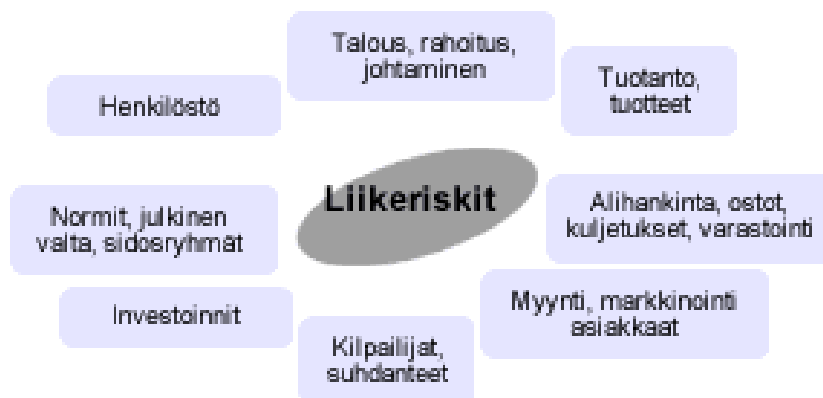 Talous, rahoitus,
johtaminen
Tuotanto,
tuotteet
Henkilöstö
Liikeriskit
Normit, julkinen
valta, sidosryhmät
Alihankinta, ostot,
kuljetukset, varastointi
Investoinnit
Myynti, markkinointi
asiakkaat
Kilpailijat,
suhdanteet